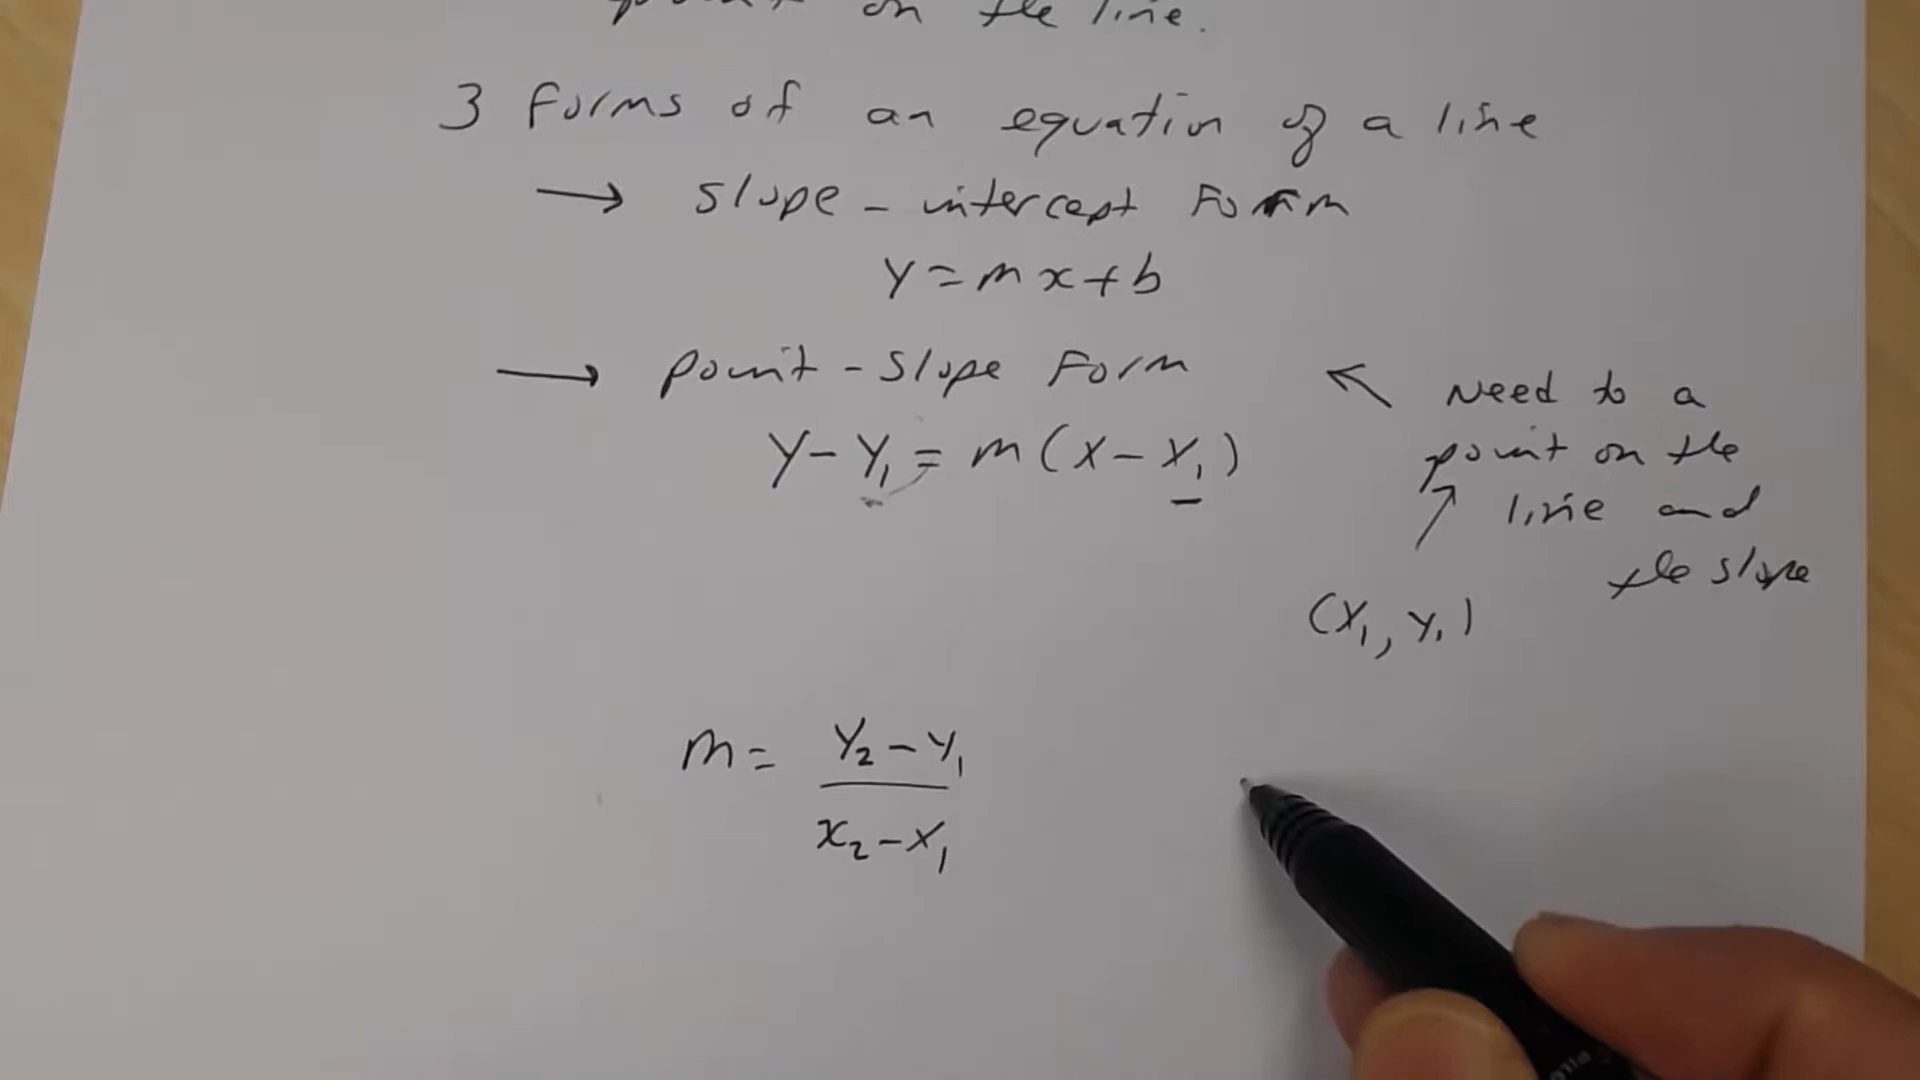 point on the line.
3 Forms of an equation of a line
→ slope - intercept Form
y = mx + b
→ point - slope Form
y - y₁ = m (x - x₁)
← Need to a
point on the
line and
the slope
(x₁, y₁)
m = y₂ - y₁
x₂ - x₁